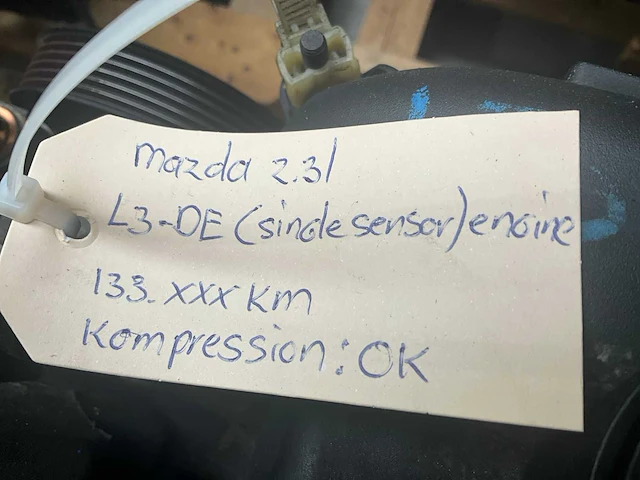 mazda 2.3l
L3-DE (single sensor) engine
133.xxx km
Kompression: OK